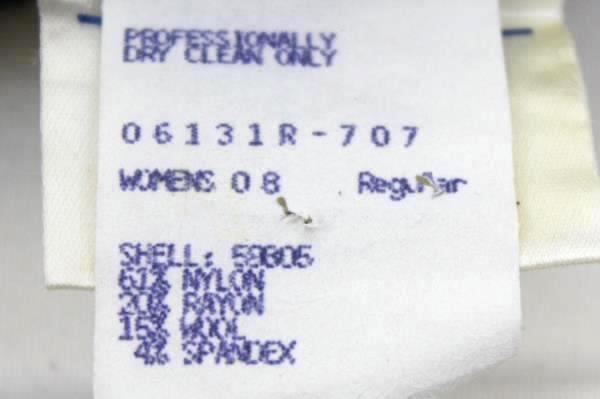 PROFESSIONALLY
DRY CLEAN ONLY
06131R-707
WOMENS 08 Regular
SHELL: 59805
61% NYLON
20% RAYON
15% WOOL
4% SPANDEX